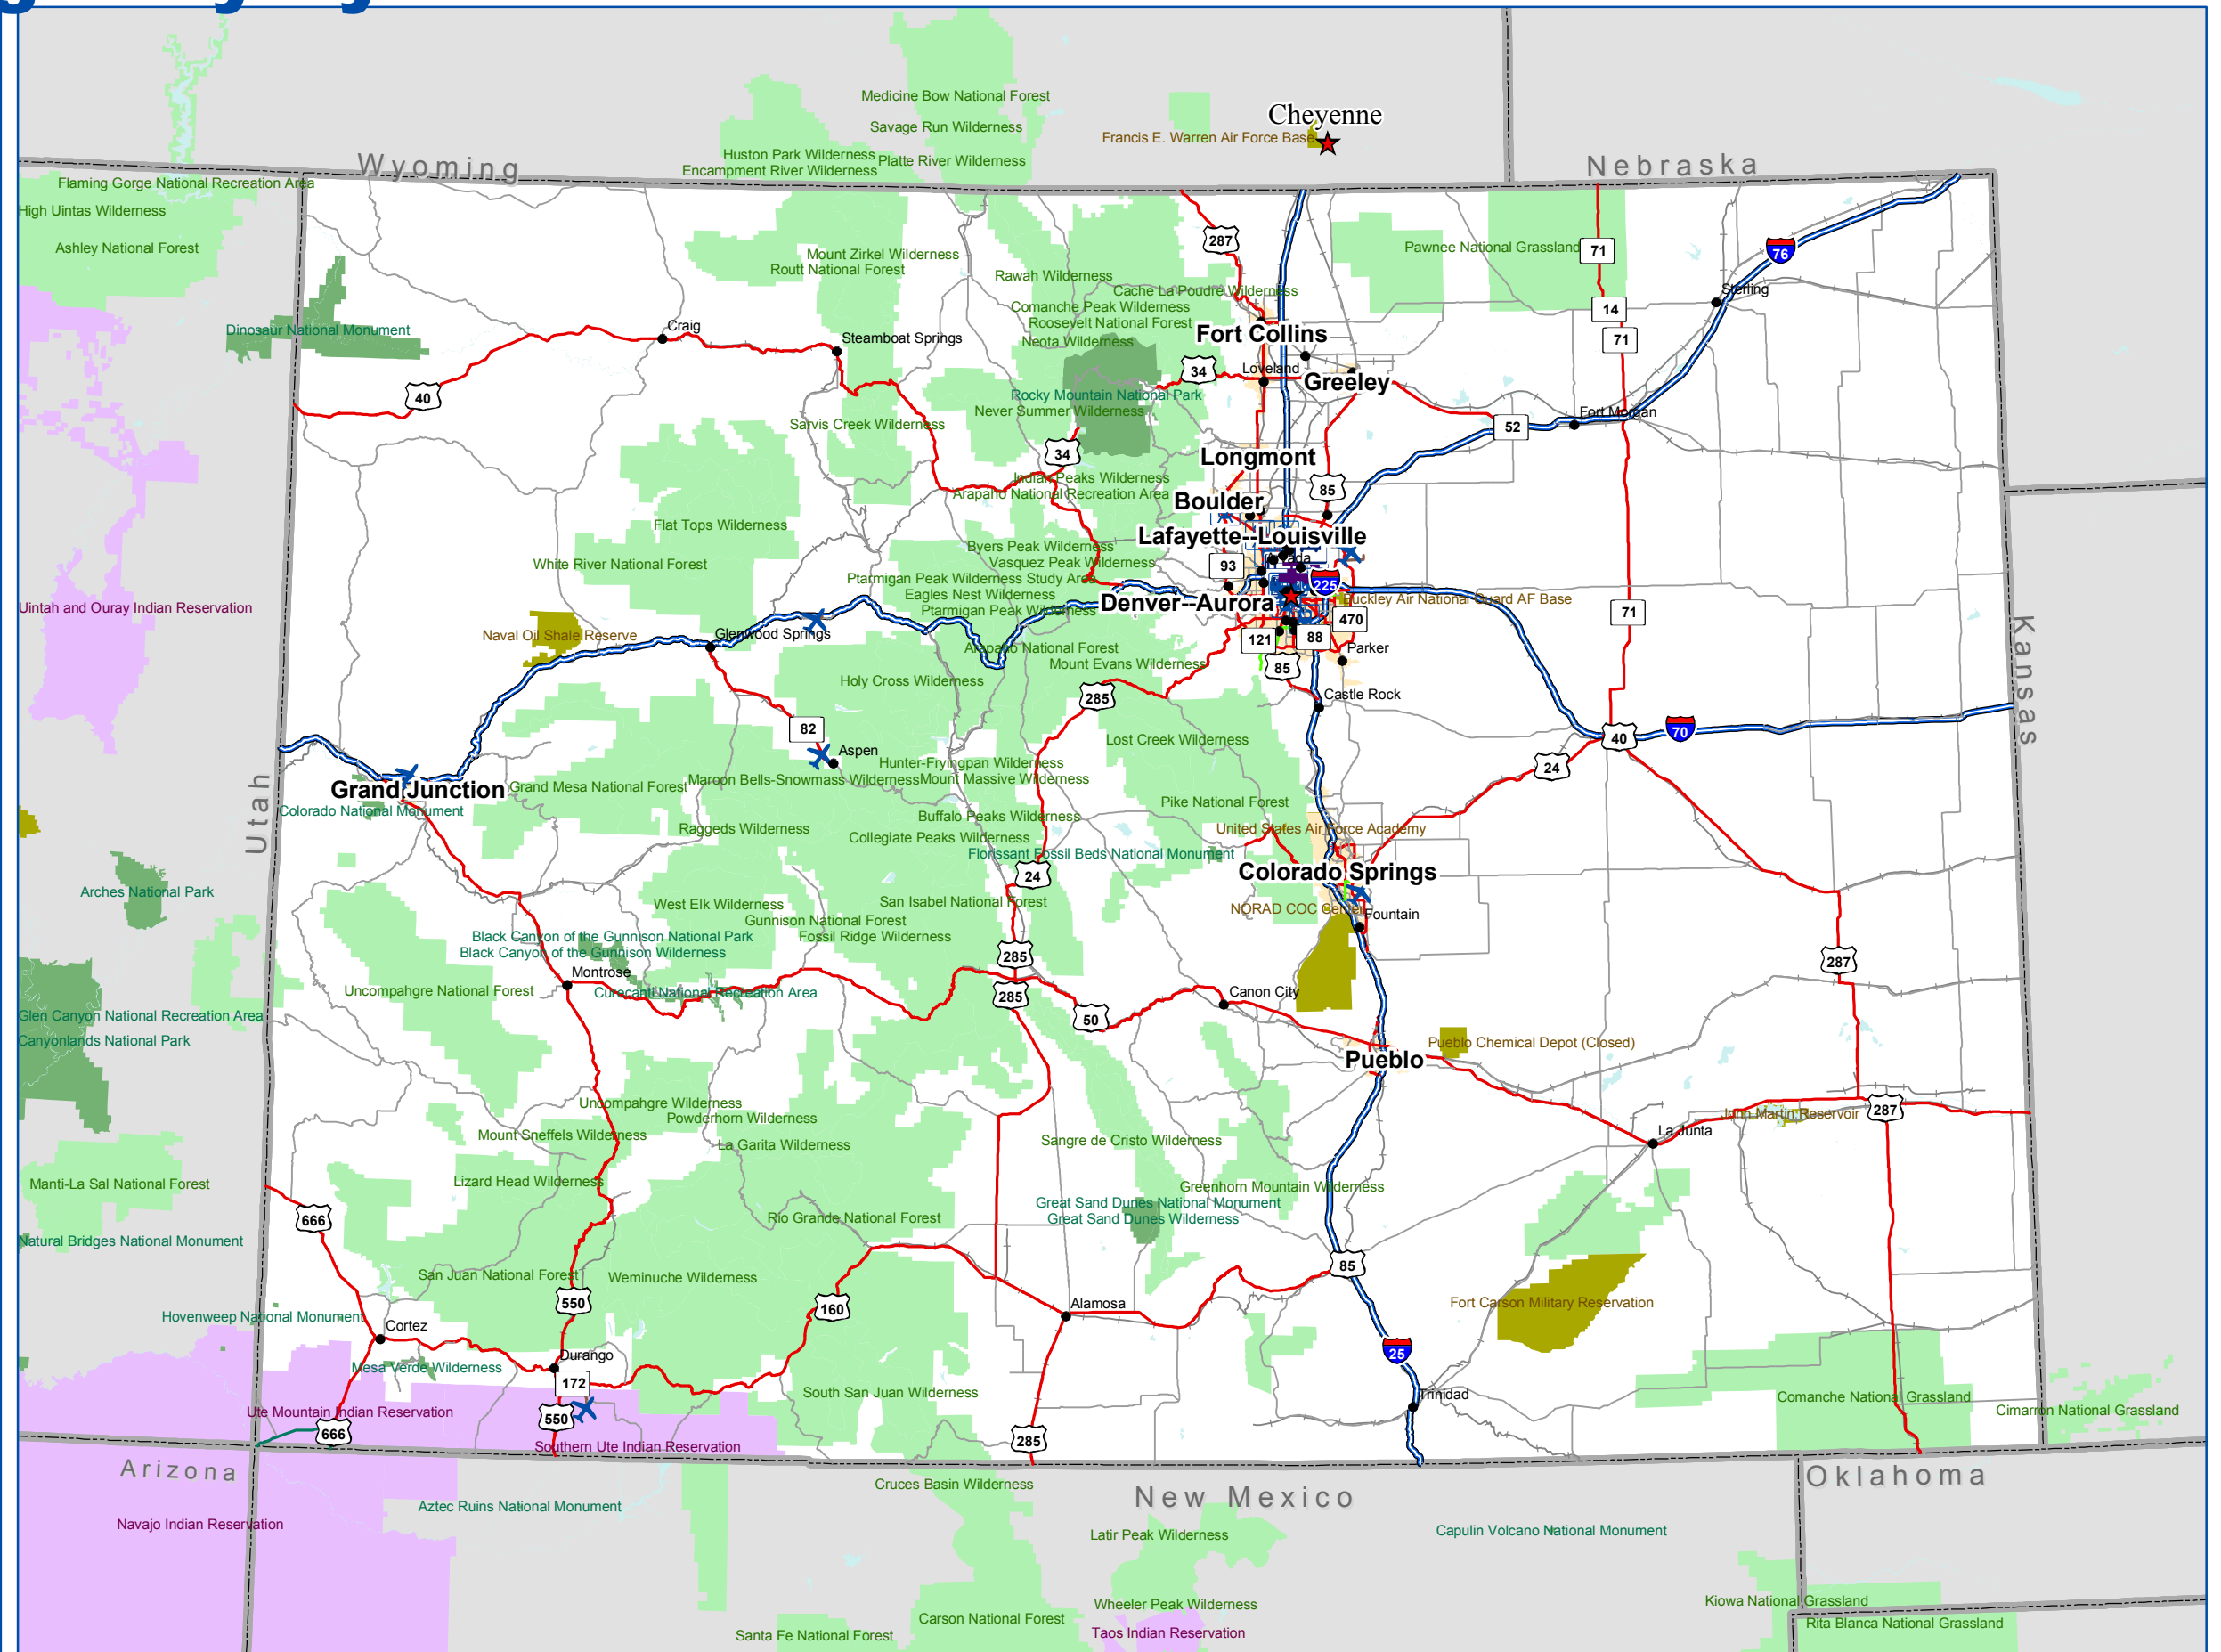 Medicine Bow National Forest
Savage Run Wilderness
Cheyenne
Francis E. Warren Air Force Base
Huston Park Wilderness
Platte River Wilderness
Encampment River Wilderness
Wyoming
Nebraska
Flaming Gorge National Recreation Area
High Uintas Wilderness
Ashley National Forest
287
Pawnee National Grassland
71
76
Mount Zirkel Wilderness
Routt National Forest
Rawah Wilderness
Cache La Poudre Wilderness
Sterling
Comanche Peak Wilderness
14
Roosevelt National Forest
Dinosaur National Monument
Craig
Steamboat Springs
Neota Wilderness
Fort Collins
71
34
Loveland
Greeley
40
Rocky Mountain National Park
Never Summer Wilderness
Fort Morgan
Sarvis Creek Wilderness
52
34
Longmont
Indian Peaks Wilderness
Arapaho National Recreation Area
85
Boulder
Flat Tops Wilderness
Lafayette--Louisville
Byers Peak Wilderness
Vasquez Peak Wilderness
White River National Forest
93
Ptarmigan Peak Wilderness Study Area
225
Eagles Nest Wilderness
Denver--Aurora
Buckley Air National Guard AF Base
Ptarmigan Peak Wilderness
Uintah and Ouray Indian Reservation
71
470
Naval Oil Shale Reserve
Glenwood Springs
121
88
Kansas
Arapaho National Forest
Parker
Mount Evans Wilderness
85
Holy Cross Wilderness
285
Castle Rock
82
40
70
Aspen
Lost Creek Wilderness
Hunter-Fryingpan Wilderness
24
Maroon Bells-Snowmass Wilderness
Mount Massive Wilderness
Grand Junction
Grand Mesa National Forest
Utah
Colorado National Monument
Pike National Forest
Buffalo Peaks Wilderness
Raggeds Wilderness
Collegiate Peaks Wilderness
United States Air Force Academy
Florissant Fossil Beds National Monument
Colorado Springs
24
Arches National Park
West Elk Wilderness
San Isabel National Forest
NORAD COC Center
Fountain
Gunnison National Forest
Black Canyon of the Gunnison National Park
Fossil Ridge Wilderness
Black Canyon of the Gunnison Wilderness
285
287
Montrose
Uncompahgre National Forest
Curecanti National Recreation Area
285
Canon City
Glen Canyon National Recreation Area
50
Canyonlands National Park
Pueblo Chemical Depot (Closed)
Pueblo
Uncompahgre Wilderness
Powderhorn Wilderness
John Martin Reservoir
287
Mount Sneffels Wilderness
La Garita Wilderness
Sangre de Cristo Wilderness
La Junta
Manti-La Sal National Forest
Lizard Head Wilderness
Greenhorn Mountain Wilderness
Great Sand Dunes National Monument
666
Rio Grande National Forest
Great Sand Dunes Wilderness
Natural Bridges National Monument
85
San Juan National Forest
Weminuche Wilderness
550
160
Alamosa
Fort Carson Military Reservation
Hovenweep National Monument
Cortez
Durango
25
Mesa Verde Wilderness
172
South San Juan Wilderness
Trinidad
Comanche National Grassland
Cimarron National Grassland
Ute Mountain Indian Reservation
550
666
285
Southern Ute Indian Reservation
Arizona
Oklahoma
Cruces Basin Wilderness
New Mexico
Aztec Ruins National Monument
Navajo Indian Reservation
Latir Peak Wilderness
Capulin Volcano National Monument
Kiowa National Grassland
Wheeler Peak Wilderness
Carson National Forest
Rita Blanca National Grassland
Santa Fe National Forest
Taos Indian Reservation